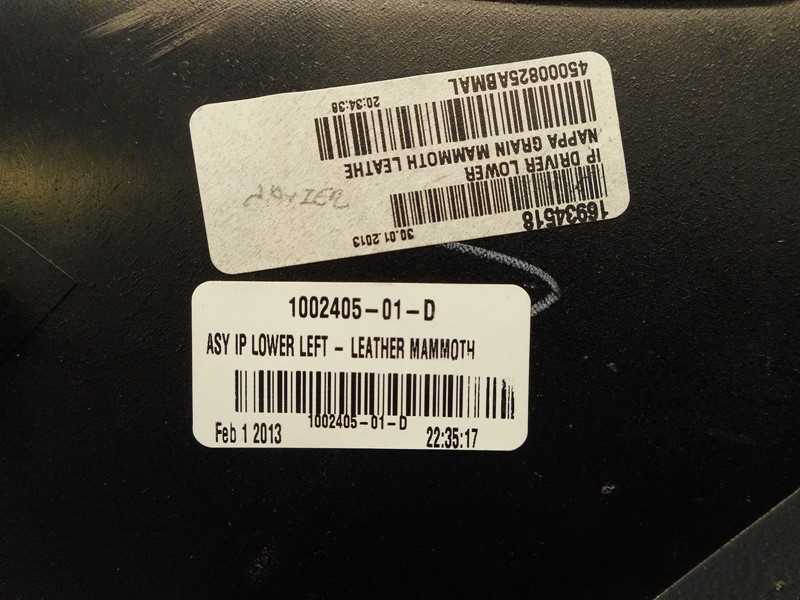 16934518
30.01.2013
IP DRIVER LOWER
NAPPA GRAIN MAMMOTH LEATHE
20:34:38
45000825ABMAL
1002405-01-D
ASY IP LOWER LEFT - LEATHER MAMMOTH
1002405-01-D
Feb 1 2013 22:35:17